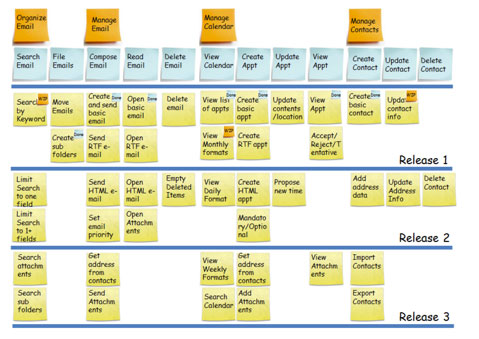 Organize
Email
Manage
Email
Manage
Calendar
Manage
Contacts
Search
Email
File
Emails
Compose
Email
Read
Email
Delete
Email
View
Calendar
Create
Appt
Update
Appt
View
Appt
Create
Contact
Update
Contact
Delete
Contact
Searc
by
Keyword
WIP
Move
Emails
Create
and send
basic
email
Done
Open
basic
email
Done
Delete
email
View list
of appts
Done
Create
basic
appt
Done
Update
contents
/location
View
Appt
Done
Create
basic
contact
Done
Upda
contact
info
WIP
Create
sub
folders
Done
Send
RTF e-
mail
Open
RTF e-
mail
View
Monthly
formats
WIP
Create
RTF appt
Accept/
Reject/T
entative
Release 1
Limit
Search to
one field
Send
HTML e-
mail
Open
HTML e-
mail
Empty
Deleted
Items
View
Daily
Format
Create
HTML
appt
Propose
new time
Add
address
data
Update
Address
Info
Delete
Contact
Limit
Search
to 1+
fields
Set
email
priority
Open
Attachm
ents
Mandat
ory/Optio
nal
Release 2
Search
attachm
ents
Get
address
from
contacts
View
Weekly
Formats
Get
address
from
contacts
View
Attachm
ents
Import
Contacts
Search
sub
folders
Send
Attachm
ents
Search
Calendar
Add
Attachm
ents
Export
Contacts
Release 3